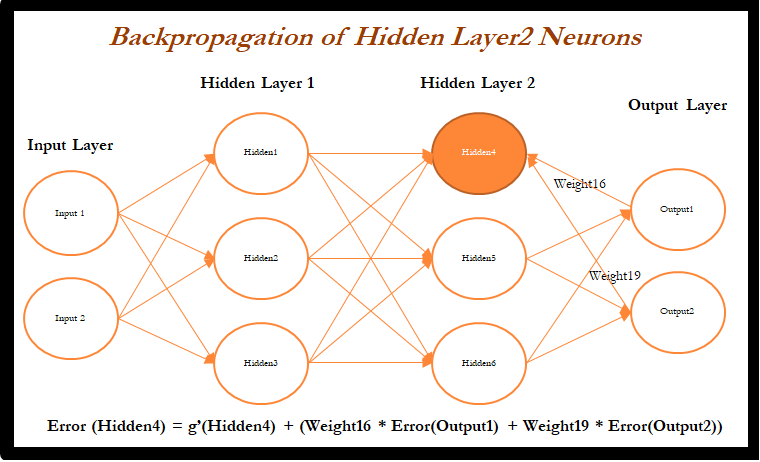 Backpropagation of Hidden Layer2 Neurons
Hidden Layer 1
Hidden Layer 2
Output Layer
Input Layer
Hidden1
Hidden4
Weight16
Input 1
Output1
Hidden2
Hidden5
Weight19
Input 2
Output2
Hidden3
Hidden6
Error (Hidden4) = g’(Hidden4) + (Weight16 * Error(Output1) + Weight19 * Error(Output2))